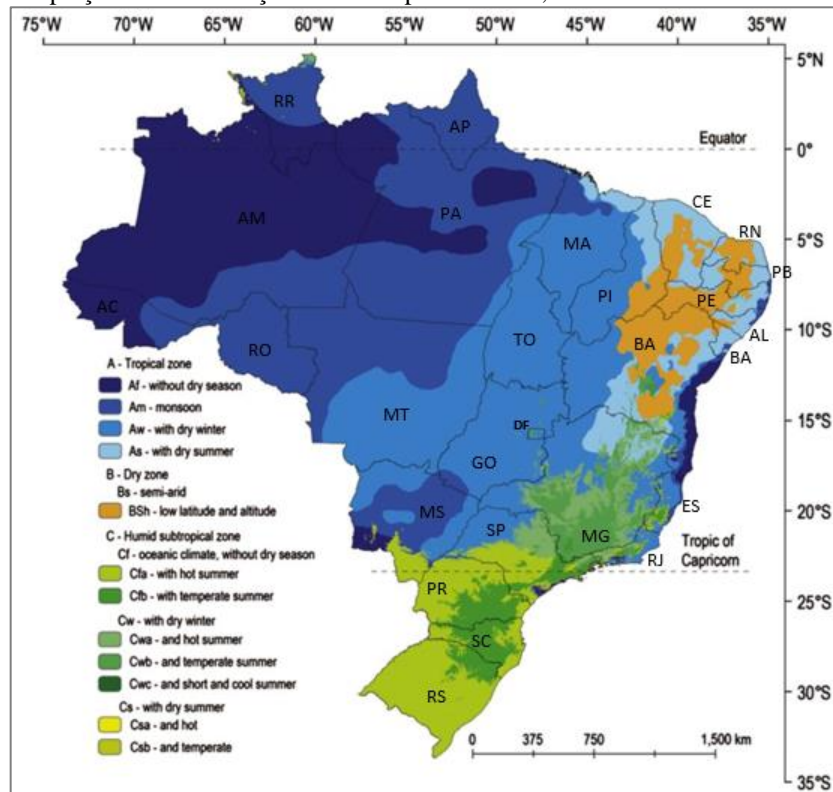 75°W 70°W 65°W 60°W 55°W 50°W 45°W 40°W 35°W
5°N
RR
AP
Equator
0°
CE
AM
PA
RN
5°S
MA
PB
PI
PE
AC
10°S
TO
AL
RO
BA
BA
A - Tropical zone
Af - without dry season
Am - monsoon
Aw - with dry winter
As - with dry summer
MT
DF
15°S
GO
B - Dry zone
Bs - semi-arid
BSh - low latitude and altitude
MS
ES
20°S
SP
MG
Tropic of
Capricorn
RJ
C - Humid subtropical zone
Cf - oceanic climate, without dry season
Cfa - with hot summer
Cfb - with temperate summer
PR
25°S
Cw - with dry winter
Cwa - and hot summer
Cwb - and temperate summer
Cwc - and short and cool summer
SC
RS
30°S
Cs - with dry summer
Csa - and hot
Csb - and temperate
0 375 750 1,500 km
35°S